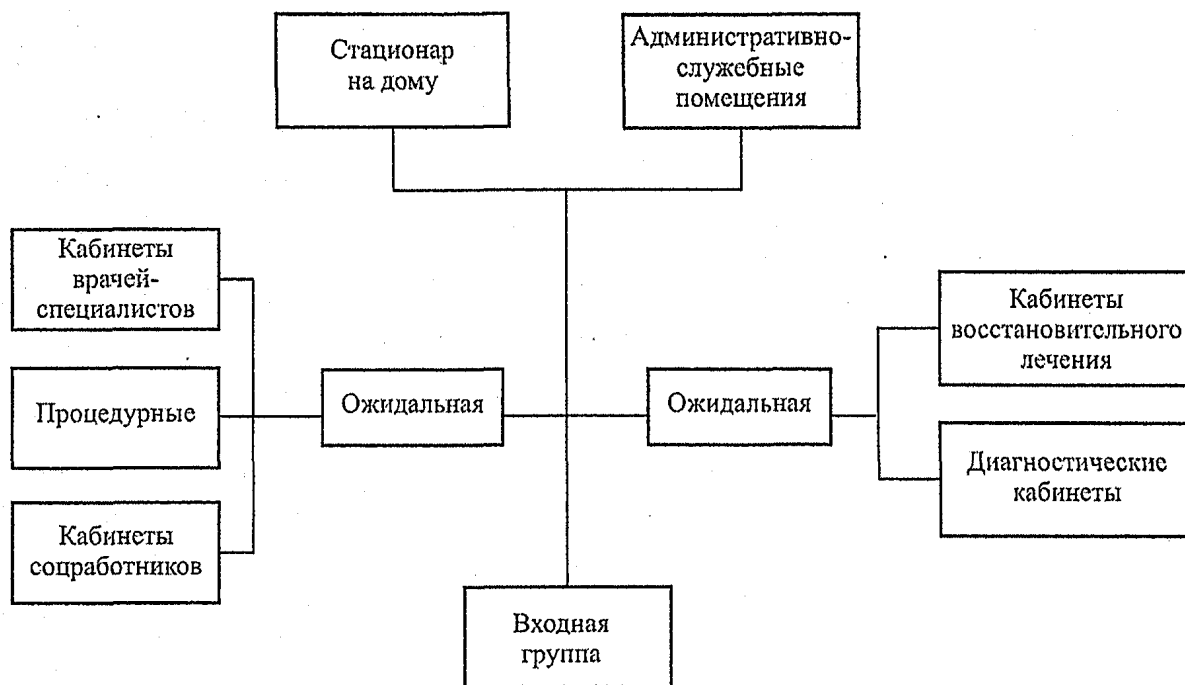 Стационар
на дому
Административно-
служебные
помещения
Кабинеты
врачей-
специалистов
Процедурные
Кабинеты
соцработников
Ожидальная
Ожидальная
Кабинеты
восстановительного
лечения
Диагностические
кабинеты
Входная
группа